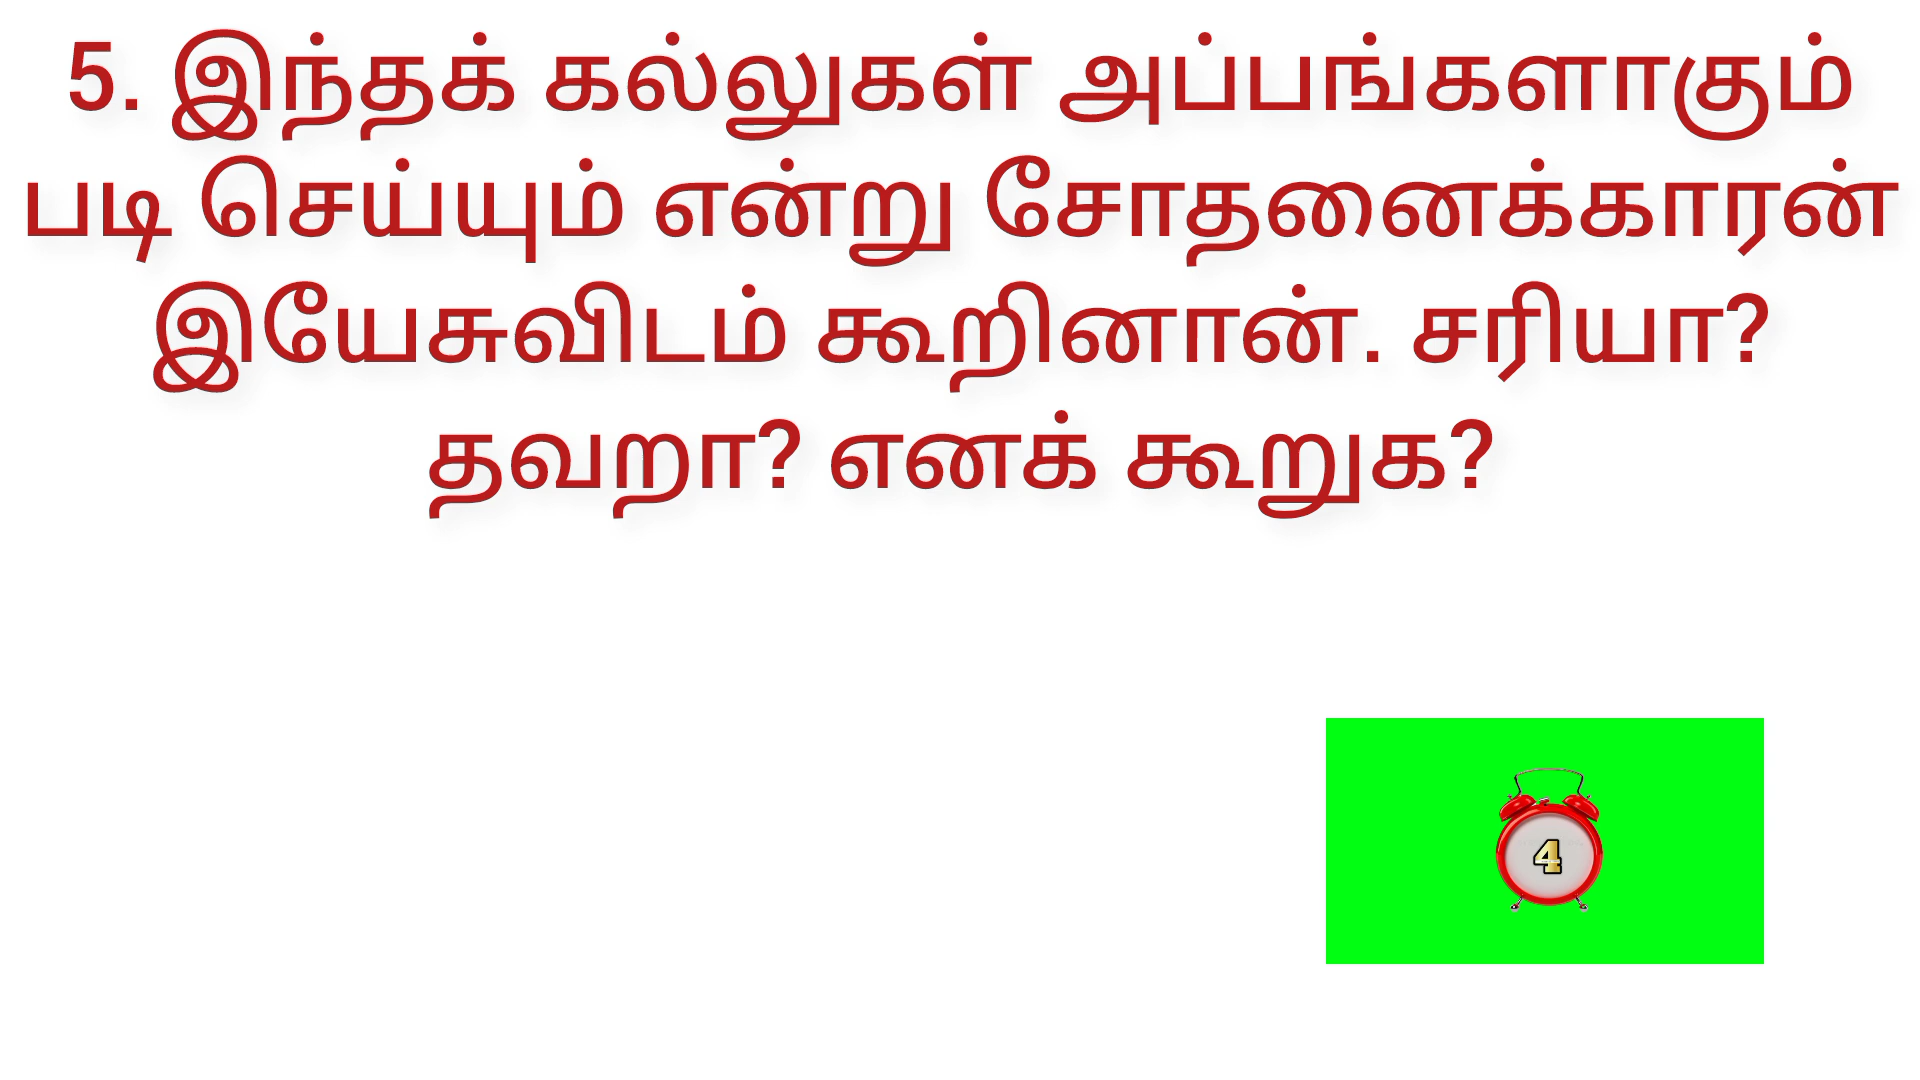 5. இந்தக் கல்லுகள் அப்பங்களாகும்
படி செய்யும் என்று சோதனைக்காரன்
இயேசுவிடம் கூறினான். சரியா?
தவறா? எனக் கூறுக?
4